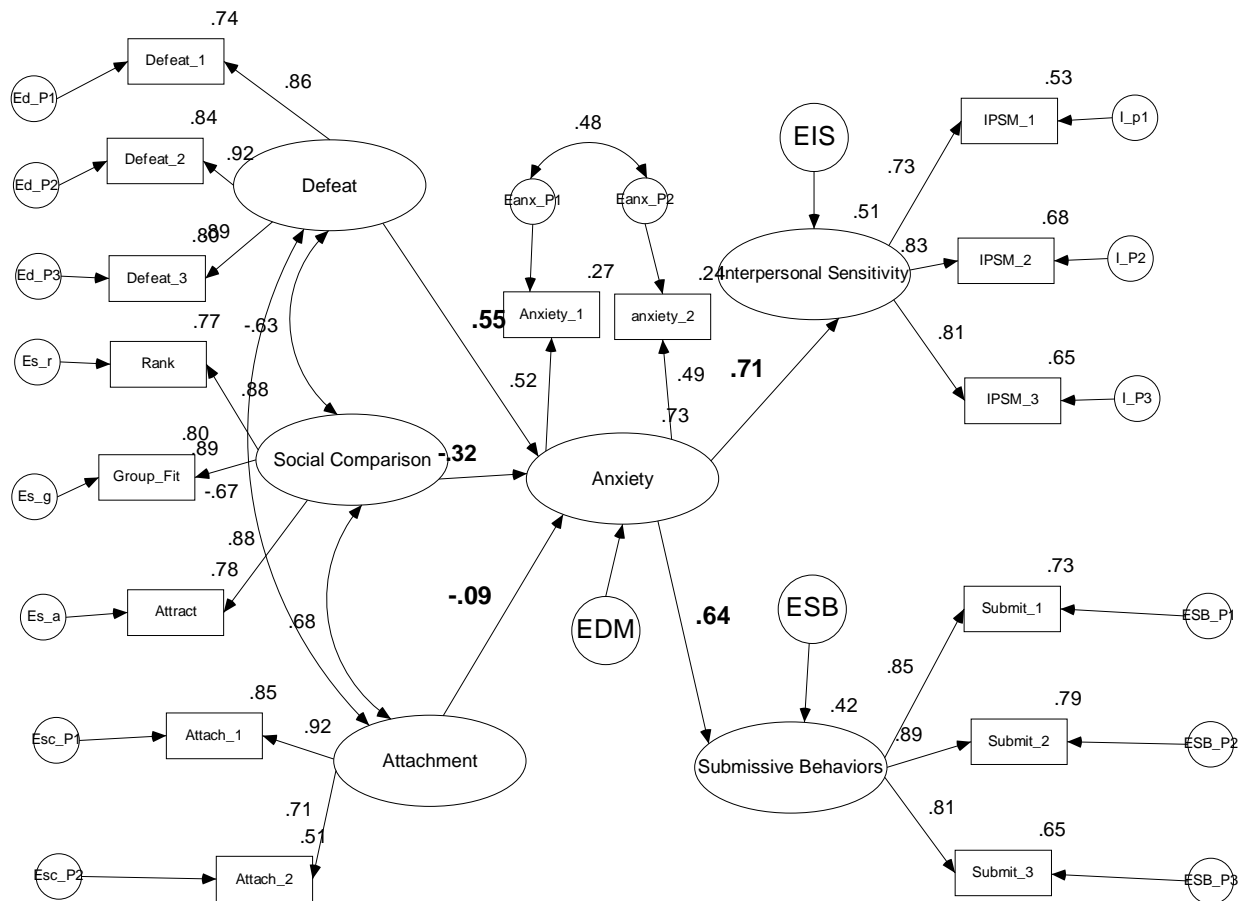 .74
Defeat_1
Ed_P1
.86
.84
Defeat_2
.92
Ed_P2
Defeat
.89
Defeat_3
Ed_P3
.77
Rank
Es_r
-.63
.88
.80
.89
Group_Fit
-.67
Es_g
Social Comparison
-.32
.88
.78
Attract
Es_a
.68
.85
Attach_1
.92
Esc_P1
Attachment
.71
.51
Attach_2
Esc_P2
.48
Eanx_P1
Eanx_P2
.27
Anxiety_1
.24
anxiety_2
.55
.52
.49
.73
Anxiety
-.09
EDM
.71
.64
EIS
.51
nterpersonal Sensitivity
.53
IPSM_1
I_p1
.73
.68
.83
IPSM_2
I_P2
.81
.65
IPSM_3
I_P3
ESB
.42
Submissive Behaviors
.73
Submit_1
ESB_P1
.85
.79
.89
Submit_2
ESB_P2
.81
.65
Submit_3
ESB_P3